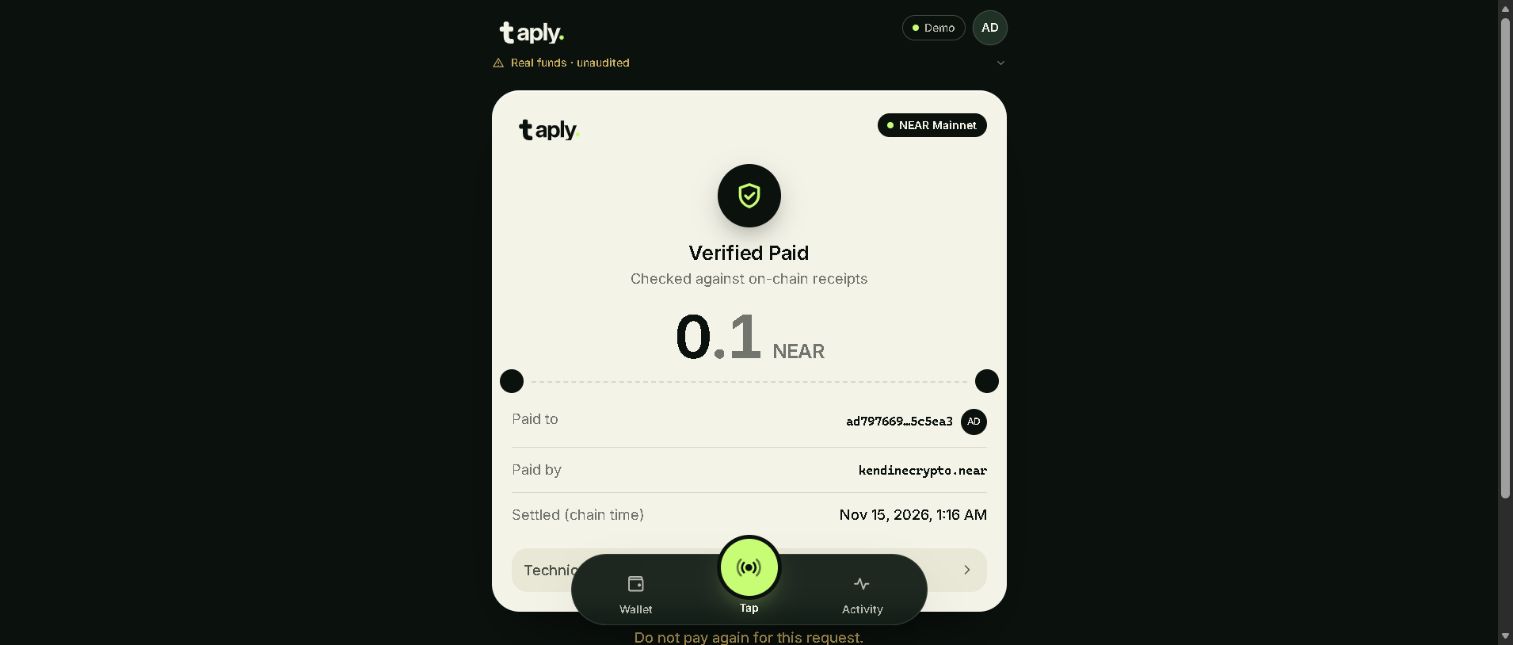 taply.
Demo
AD
Real funds · unaudited
taply.
NEAR Mainnet
Verified Paid
Checked against on-chain receipts
0.1 NEAR
Paid to
ad797669…5c5ea3 AD
Paid by
kendinecrypto.near
Settled (chain time)
Nov 15, 2026, 1:16 AM
Wallet
Tap
Activity
Do not pay again for this request.